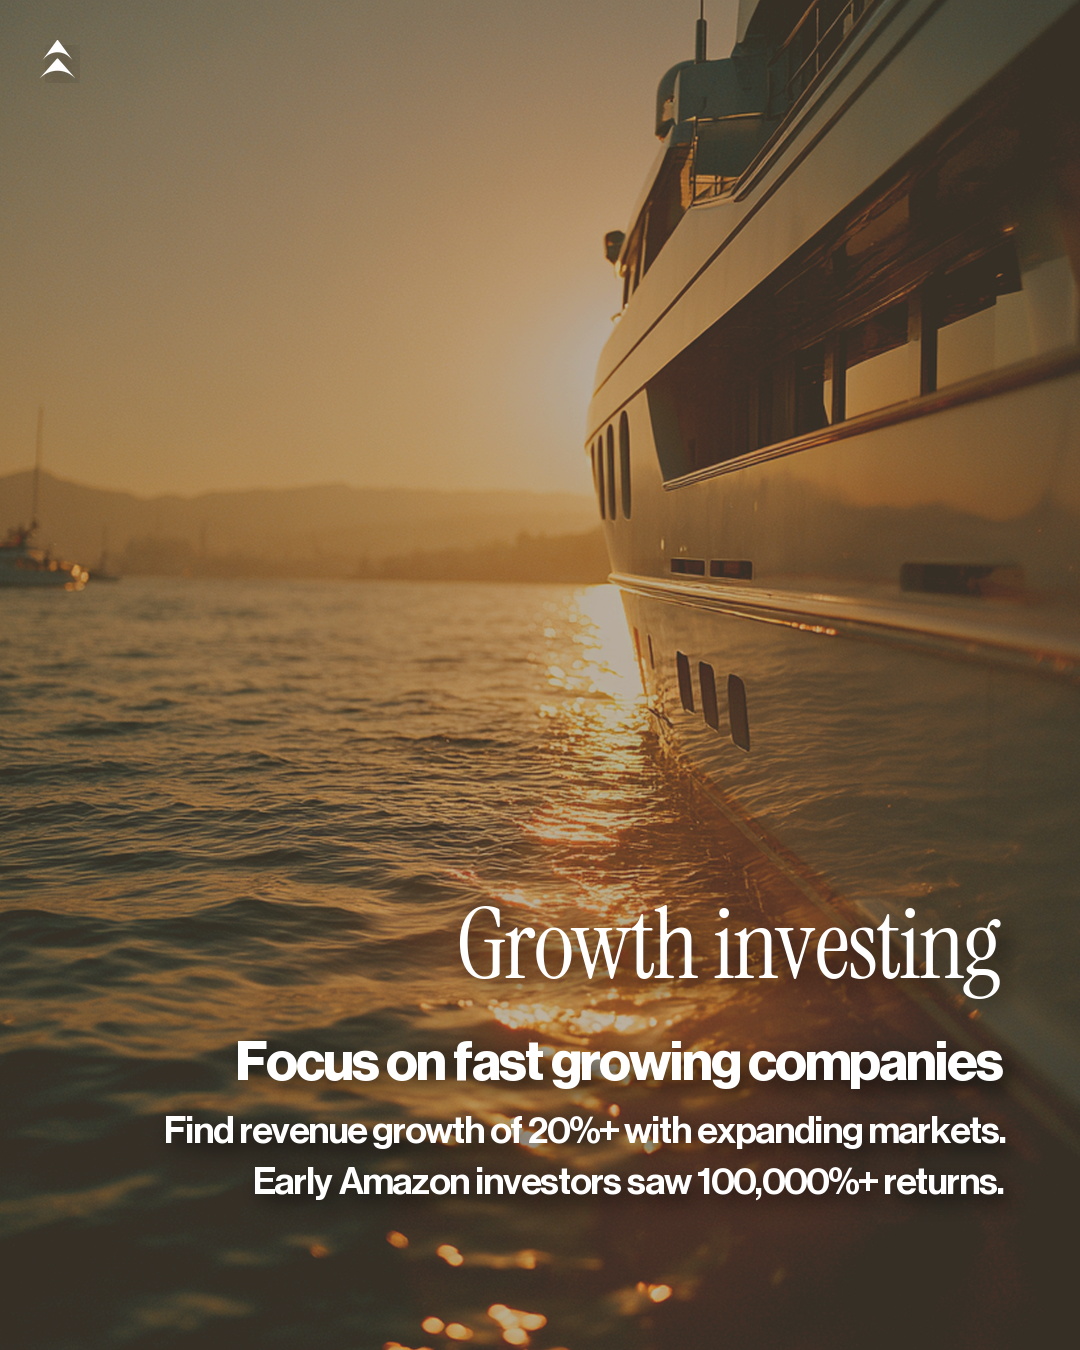 Growth investing
Focus on fast growing companies
Find revenue growth of 20%+ with expanding markets.
Early Amazon investors saw 100,000%+ returns.